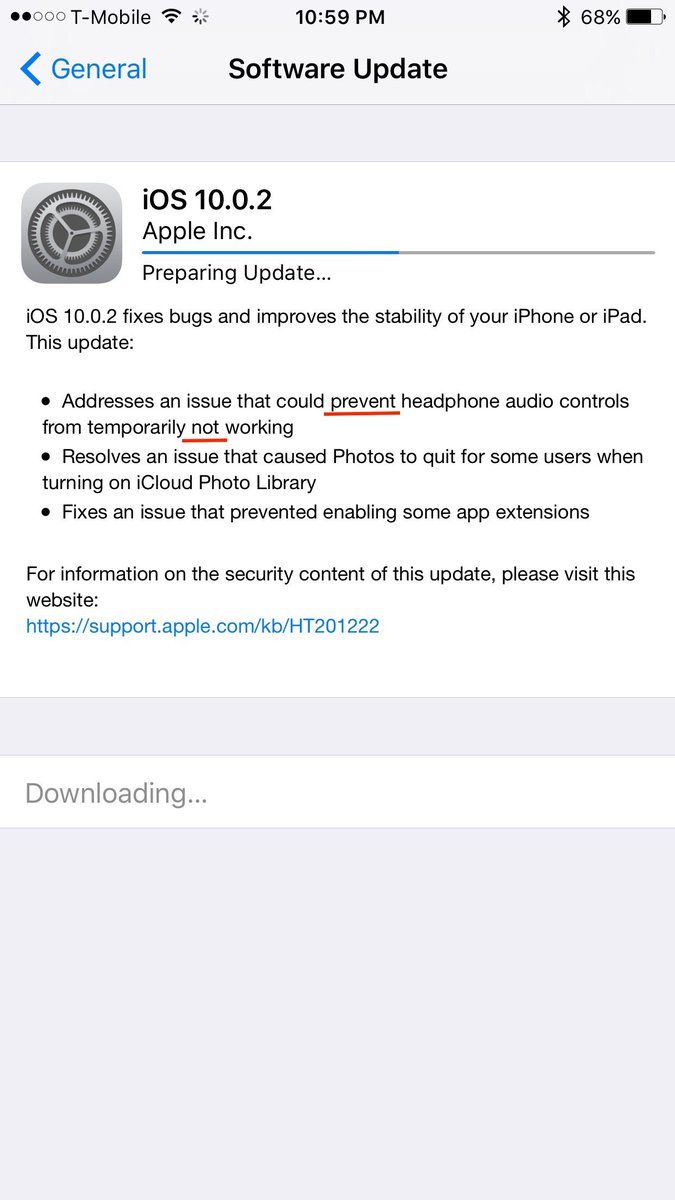 T-Mobile 10:59 PM 68%
General Software Update
iOS 10.0.2
Apple Inc.
Preparing Update...
iOS 10.0.2 fixes bugs and improves the stability of your iPhone or iPad.
This update:
• Addresses an issue that could prevent headphone audio controls
from temporarily not working
• Resolves an issue that caused Photos to quit for some users when
turning on iCloud Photo Library
• Fixes an issue that prevented enabling some app extensions
For information on the security content of this update, please visit this
website:
https://support.apple.com/kb/HT201222
Downloading...